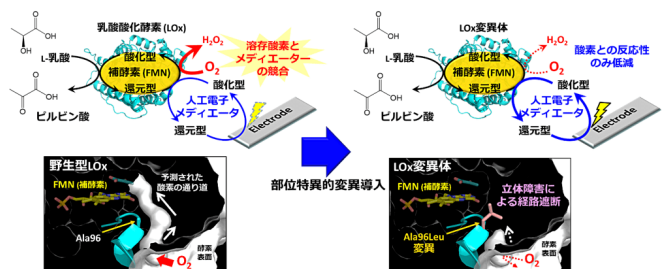 乳酸酸化酵素 (LOx)
H₂O₂
溶存酸素と
メディエーター
の競合
OH
L-乳酸
酸化型
補酵素 (FMN)
還元型
O₂
酸化型
人工電子
メディエータ
還元型
Electrode
ピルビン酸
野生型LOx
予測された
酸素の通り道
FMN (補酵素)
Ala96
酵素
表面
O₂
部位特異的変異導入
LOx変異体
H₂O₂
酸素との反応性
のみ低減
OH
L-乳酸
酸化型
補酵素 (FMN)
還元型
O₂
酸化型
人工電子
メディエータ
還元型
Electrode
ピルビン酸
LOx変異体
立体障害に
よる経路遮断
FMN (補酵素)
Ala96Leu
変異
酵素
表面
O₂